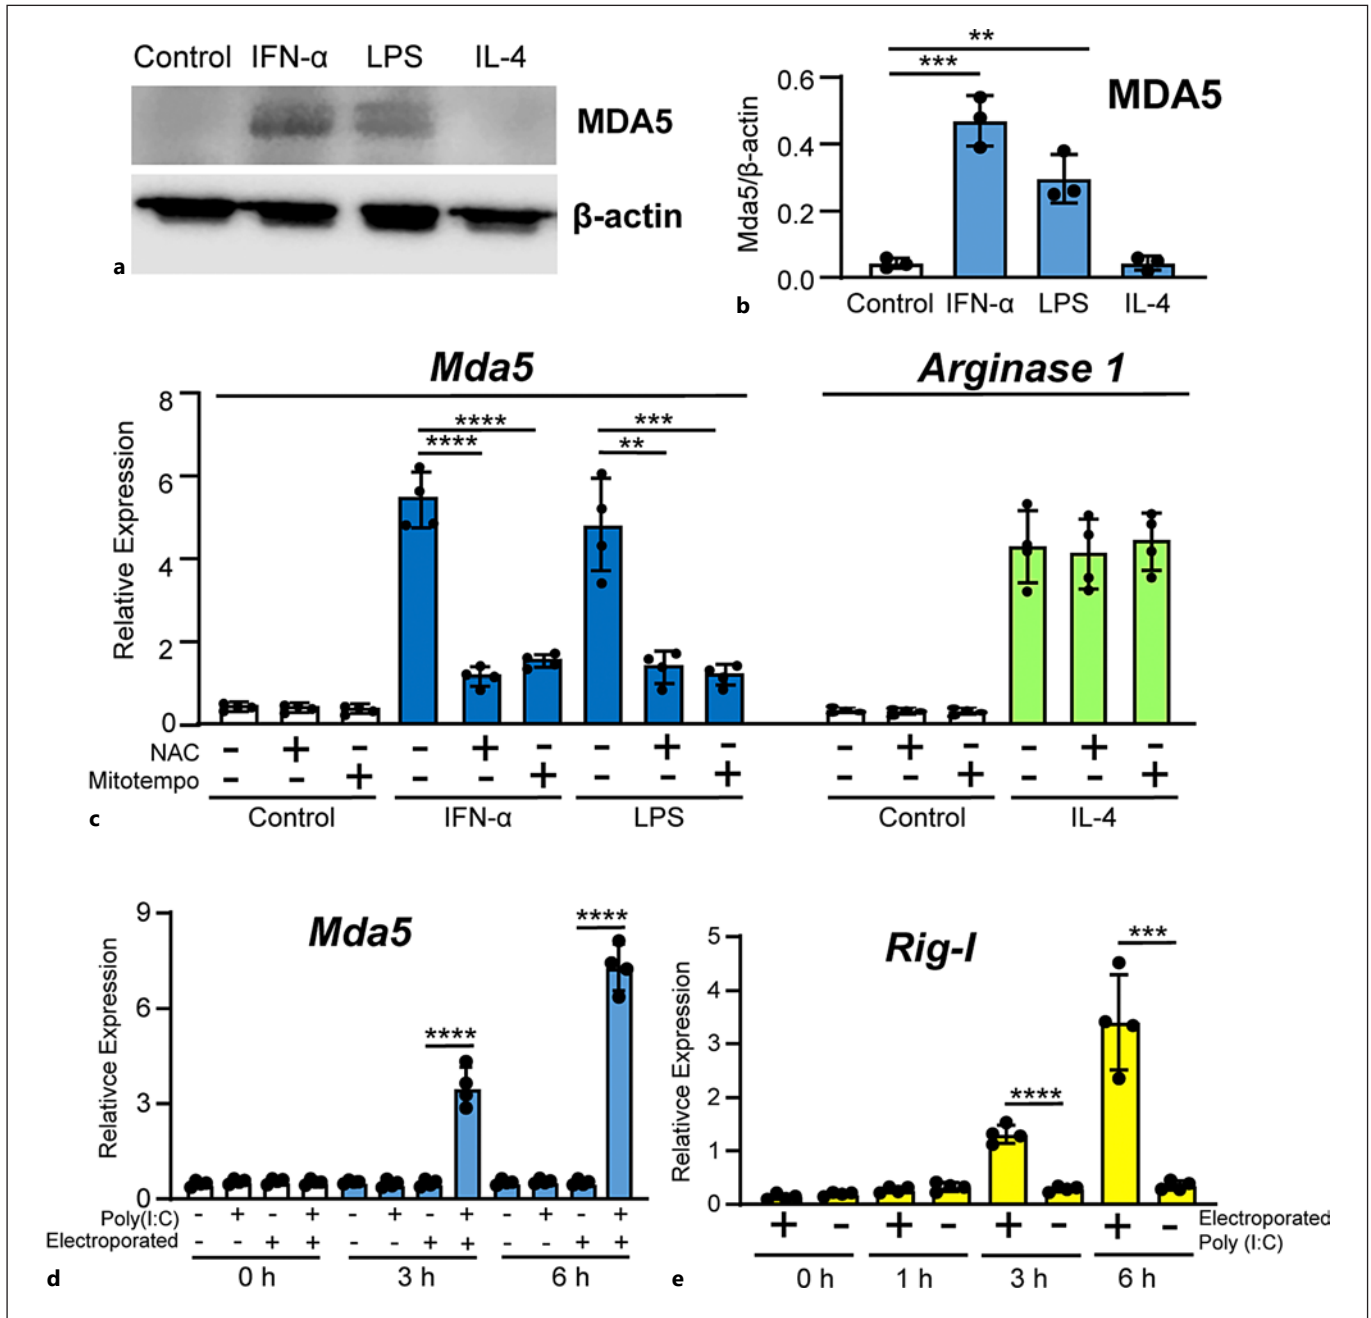 Control IFN-α LPS IL-4
MDA5
β-actin
a
**
***
MDA5
Mda5/β-actin
0.6
0.4
0.2
0.0
Control IFN-α LPS IL-4
b
Mda5
Arginase 1
Relative Expression
8
6
4
2
0
****
****
***
**
NAC - + - - + - - + - - + - - + -
Mitotempo - - + - - + - - + - - + - - +
Control IFN-α LPS Control IL-4
c
Mda5
Relativce Expression
9
6
3
0
****
****
Poly(I:C) - + - + - + - + - + - +
Electroporated - - + + - - + + - - + +
0 h 3 h 6 h
d
Rig-I
Relativce Expression
5
4
3
2
1
0
***
****
+ - + - + - + - Electroporated
Poly (I:C)
0 h 1 h 3 h 6 h
e